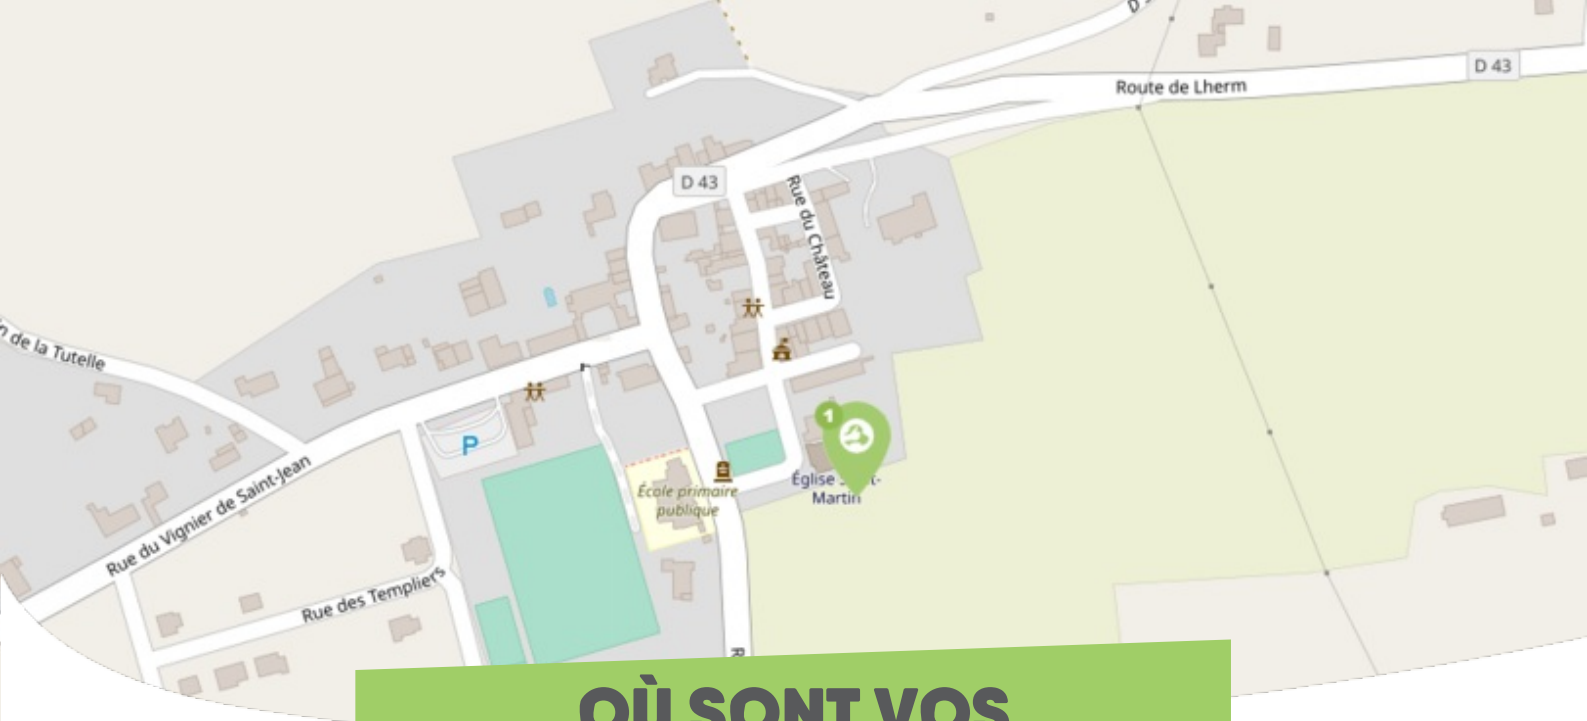 D
D 43
Route de Lherm
D 43
Rue du Château
de la Tutelle
P
1
Église
Martin
École primaire
publique
Rue du Vignier de Saint-Jean
Rue des Templiers
R
OÙ SONT VOS